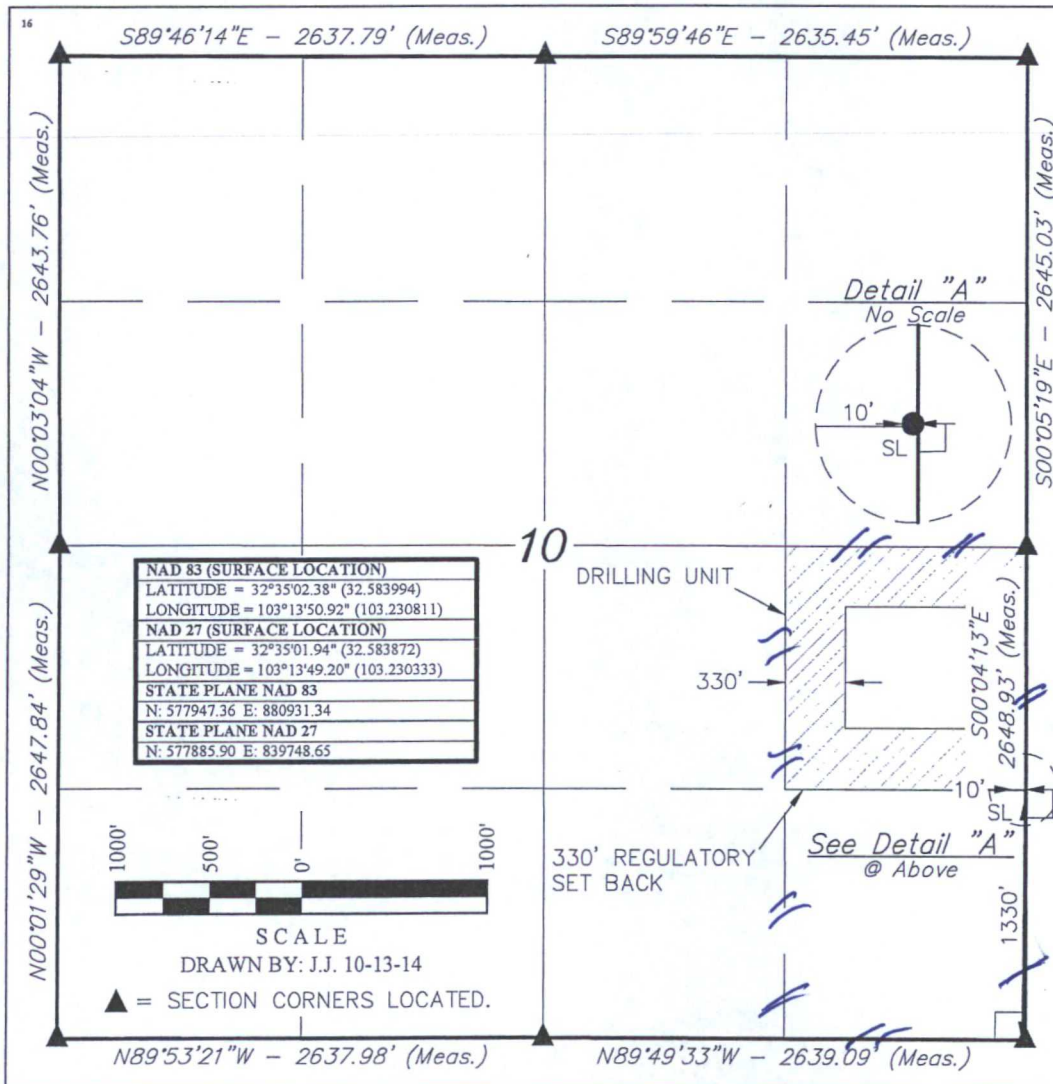 16
S89°46'14"E - 2637.79' (Meas.)
S89°59'46"E - 2635.45' (Meas.)
N00°03'04"W - 2643.76' (Meas.)
S00°05'19"E - 2645.03' (Meas.)
Detail "A"
No Scale
10'
SL
10
DRILLING UNIT
NAD 83 (SURFACE LOCATION)
LATITUDE = 32°35'02.38" (32.583994)
LONGITUDE = 103°13'50.92" (103.230811)
NAD 27 (SURFACE LOCATION)
LATITUDE = 32°35'01.94" (32.583872)
LONGITUDE = 103°13'49.20" (103.230333)
STATE PLANE NAD 83
N: 577947.36 E: 880931.34
STATE PLANE NAD 27
N: 577885.90 E: 839748.65
330'
S00°04'13"E
2648.93' (Meas.)
N00°01'29"W - 2647.84' (Meas.)
10'
SL
See Detail "A"
@ Above
330' REGULATORY
SET BACK
1330'
1000' 500' 0' 1000'
SCALE
DRAWN BY: J.J. 10-13-14
▲ = SECTION CORNERS LOCATED.
N89°53'21"W - 2637.98' (Meas.)
N89°49'33"W - 2639.09' (Meas.)